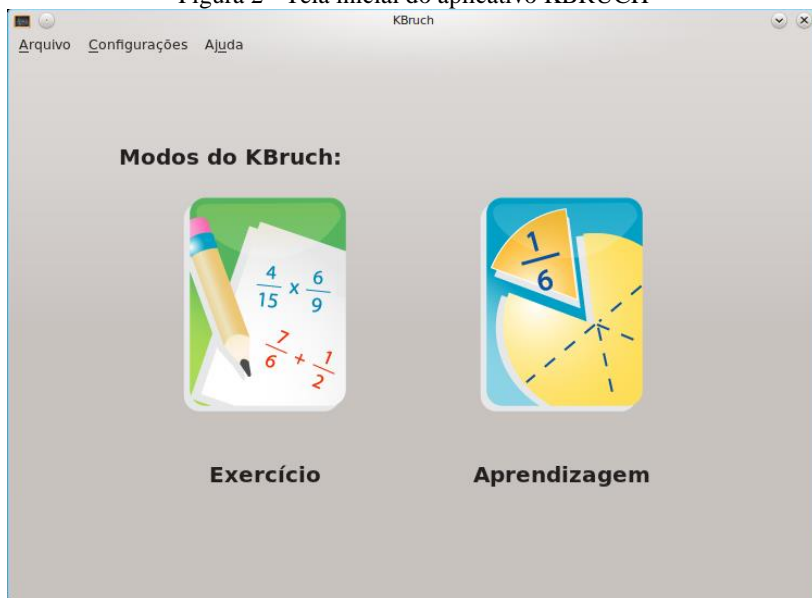 Figura 2 - Tela inicial do aplicativo KBRUCH
KBruch
Arquivo Configurações Ajuda
Modos do KBruch:
4/15 x 6/9
7/6 + 1/2
1/6
Exercício Aprendizagem